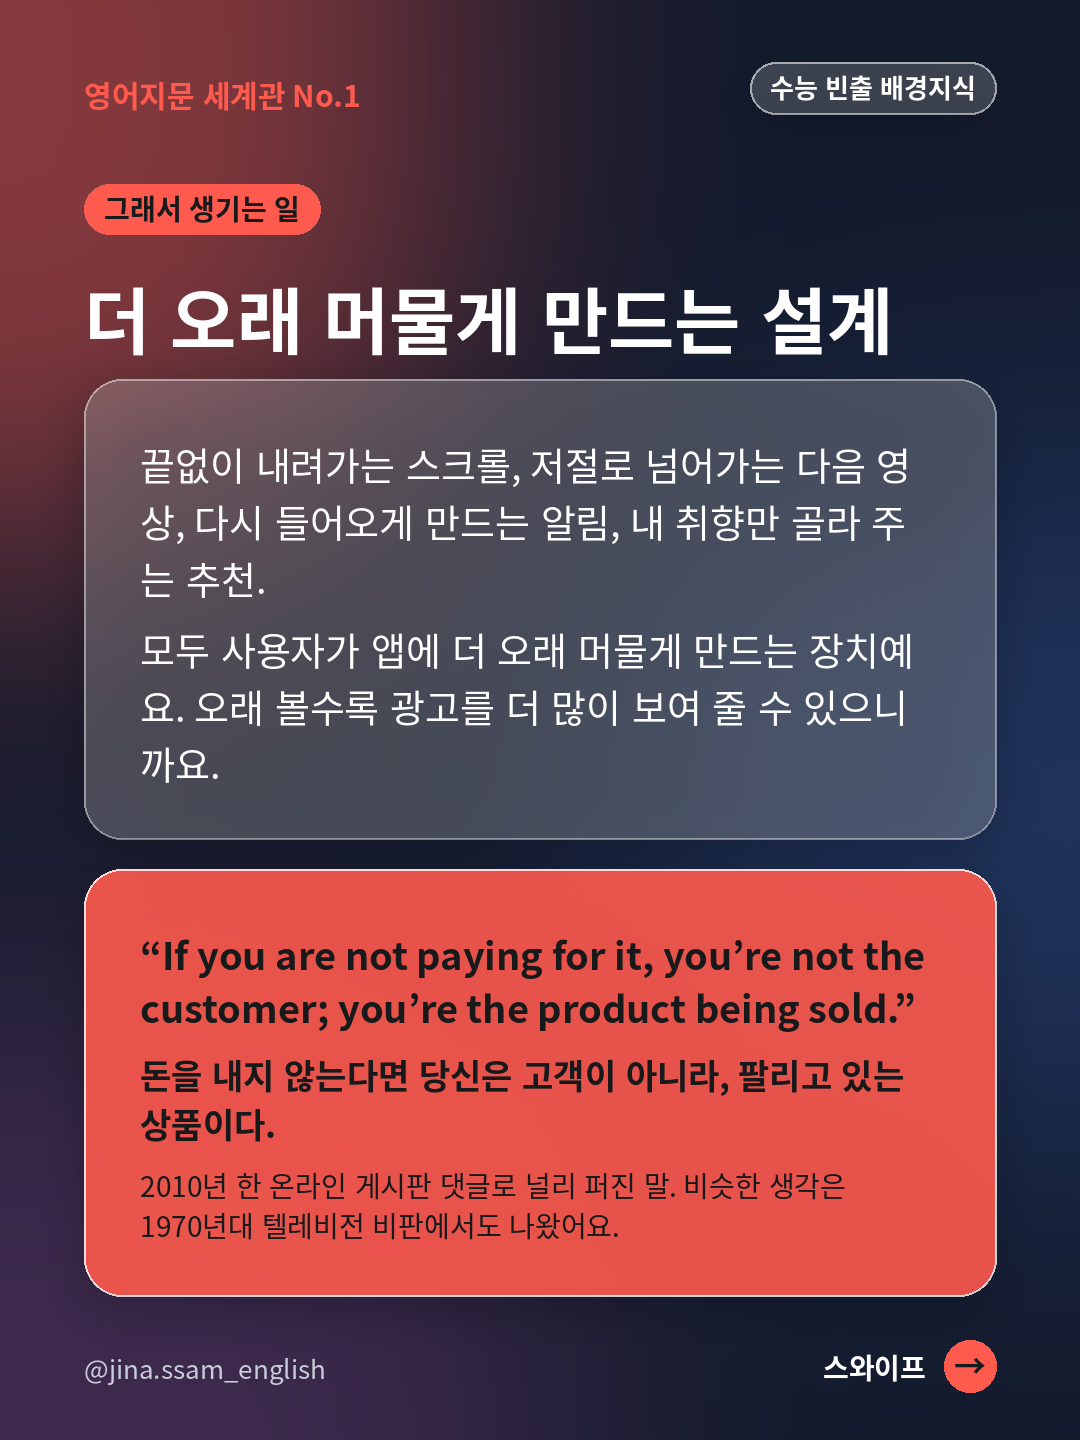 영어지문 세계관 No.1
수능 빈출 배경지식
그래서 생기는 일
더 오래 머물게 만드는 설계
끝없이 내려가는 스크롤, 저절로 넘어가는 다음 영
상, 다시 들어오게 만드는 알림, 내 취향만 골라 주
는 추천.
모두 사용자가 앱에 더 오래 머물게 만드는 장치예
요. 오래 볼수록 광고를 더 많이 보여 줄 수 있으니
까요.
“If you are not paying for it, you’re not the
customer; you’re the product being sold.”
돈을 내지 않는다면 당신은 고객이 아니라, 팔리고 있는
상품이다.
2010년 한 온라인 게시판 댓글로 널리 퍼진 말. 비슷한 생각은
1970년대 텔레비전 비판에서도 나왔어요.
@jina.ssam_english
스와이프 →